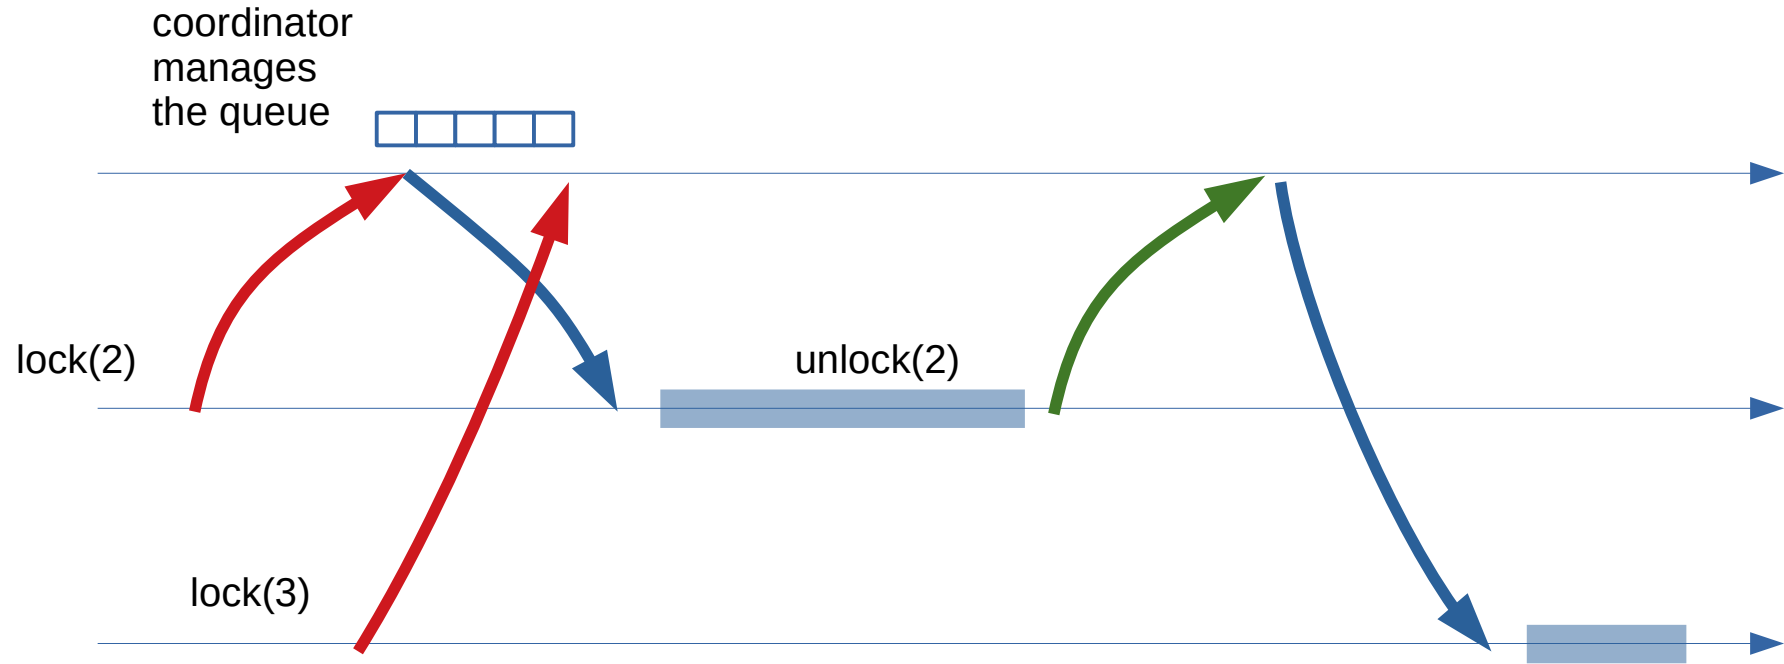 coordinator
manages
the queue
lock(2)
unlock(2)
lock(3)